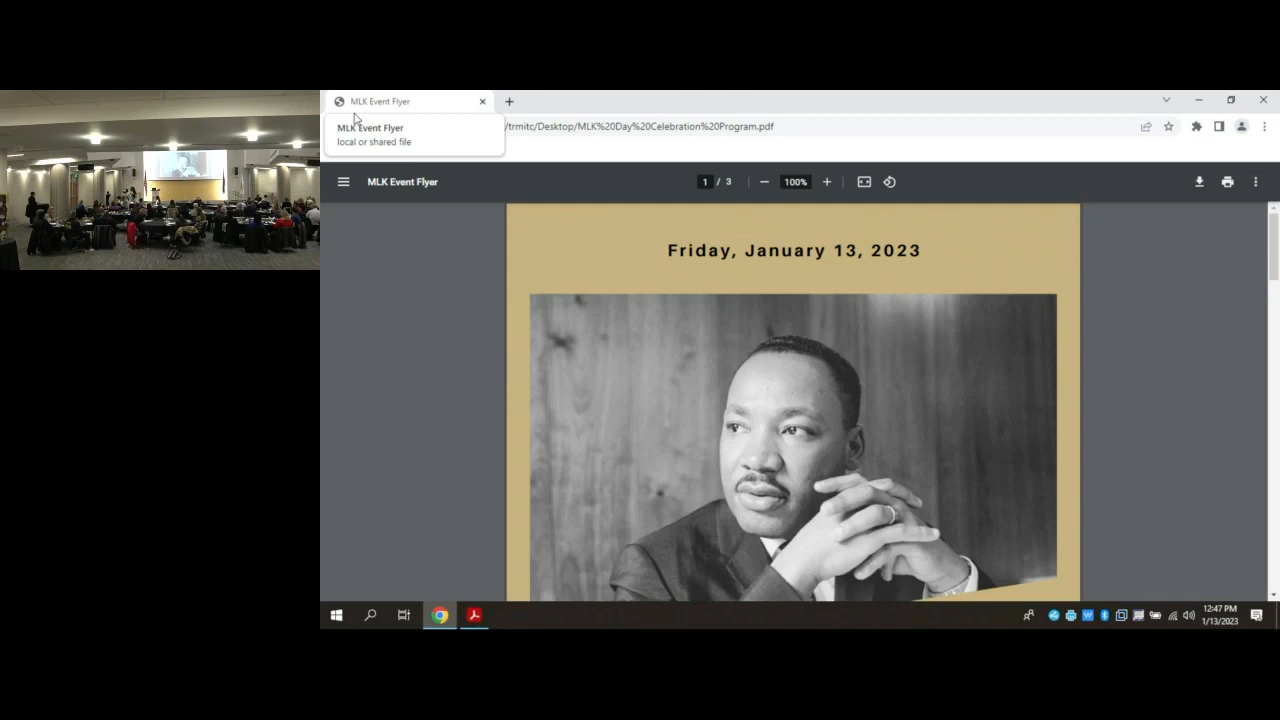 MLK Event Flyer
MLK Event Flyer
local or shared file
/trmitc/Desktop/MLK%20Day%20Celebration%20Program.pdf
MLK Event Flyer
1 / 3
100%
Friday, January 13, 2023
12:47 PM
1/13/2023